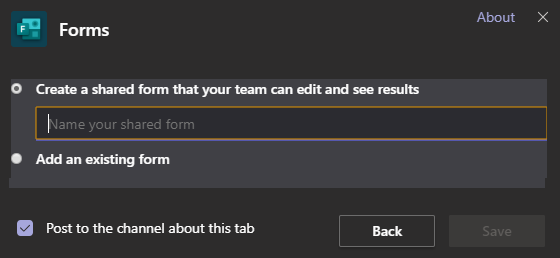 Forms
About
Create a shared form that your team can edit and see results
Name your shared form
Add an existing form
Post to the channel about this tab
Back
Save